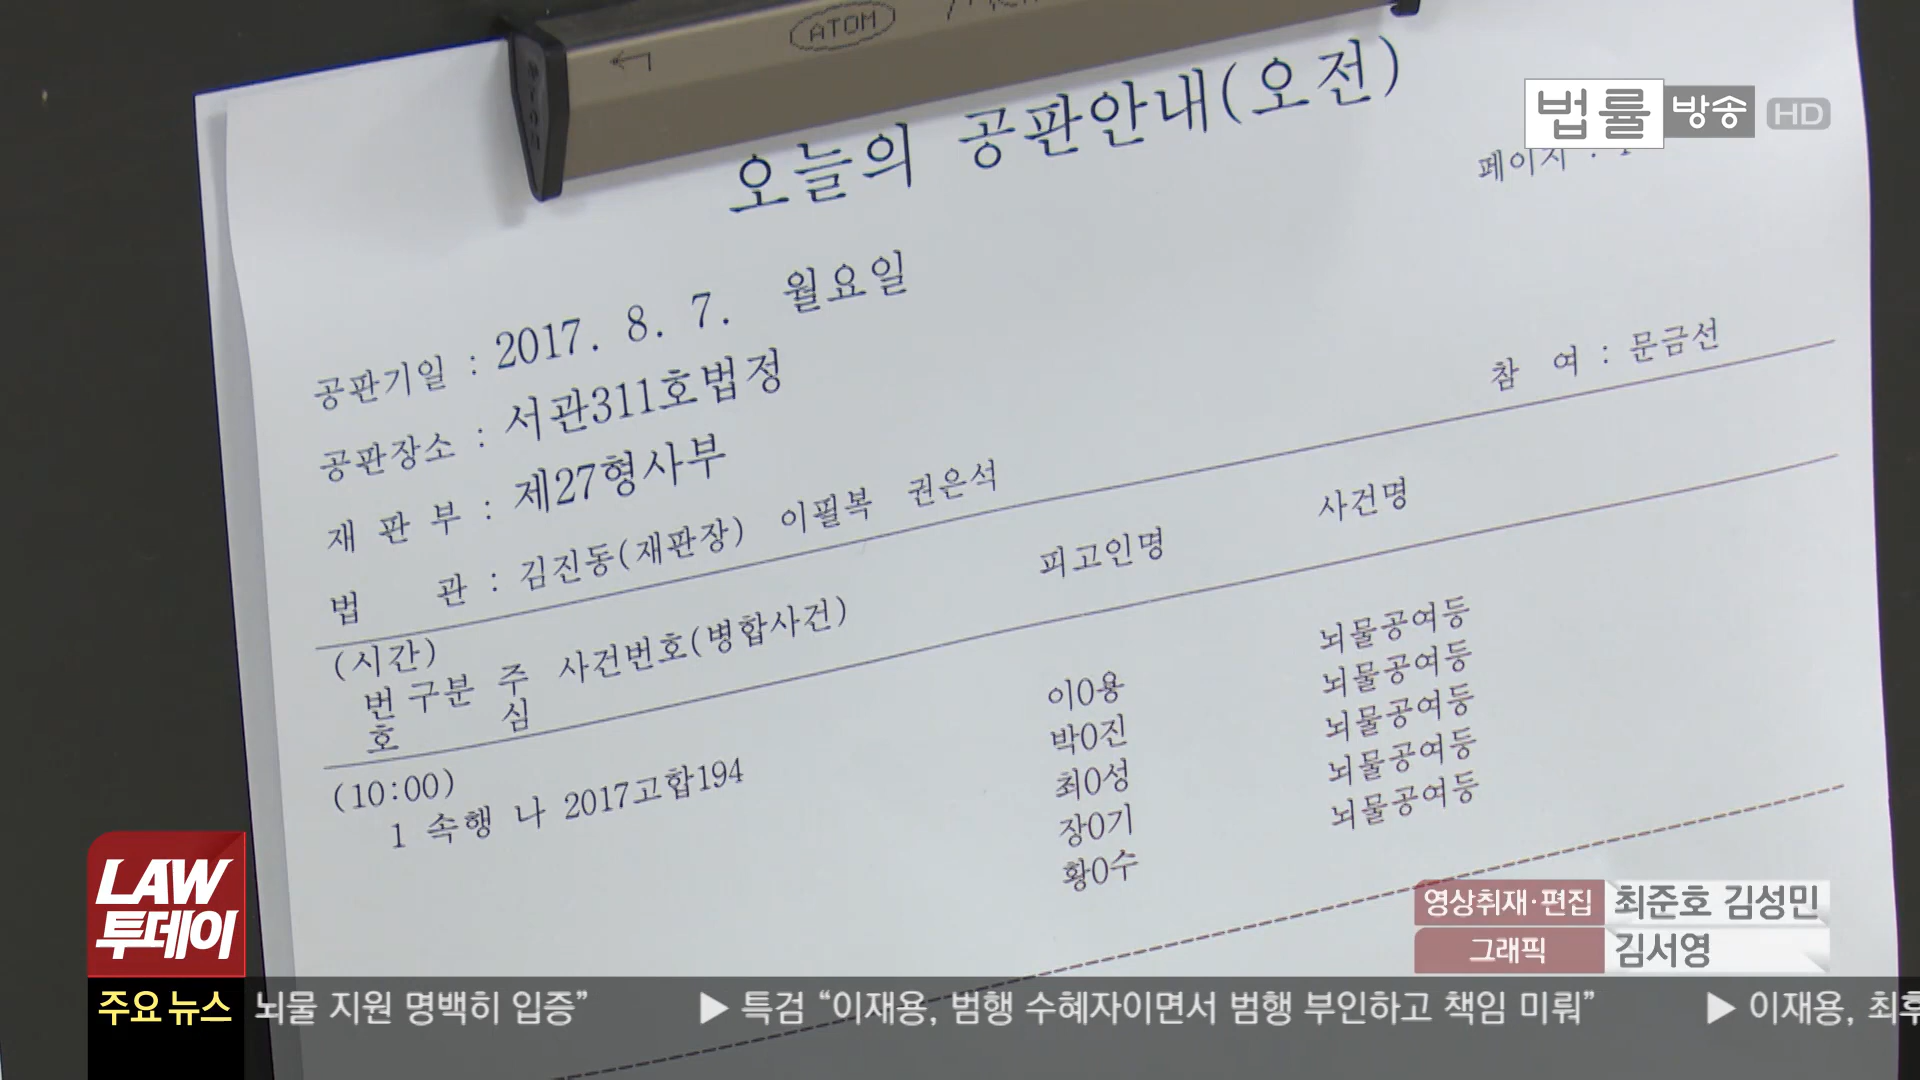 ATOM
오늘의 공판안내(오전)
법률방송 HD
페이지 :
공판기일 : 2017. 8. 7. 월요일
공판장소 : 서관311호법정
재 판 부 : 제27형사부
법 관 : 김진동(재판장) 이필복 권은석
참 여 : 문금선
(시간)
번호 구분 주심 사건번호(병합사건) 피고인명 사건명
(10:00)
1 속행 나 2017고합194 이0용 뇌물공여등
박0진 뇌물공여등
최0성 뇌물공여등
장0기 뇌물공여등
황0수 뇌물공여등
LAW
투데이
영상취재·편집 최준호 김성민
그래픽 김서영
주요뉴스 뇌물 지원 명백히 입증” ▶ 특검 “이재용, 범행 수혜자이면서 범행 부인하고 책임 미뤄” ▶ 이재용, 최후